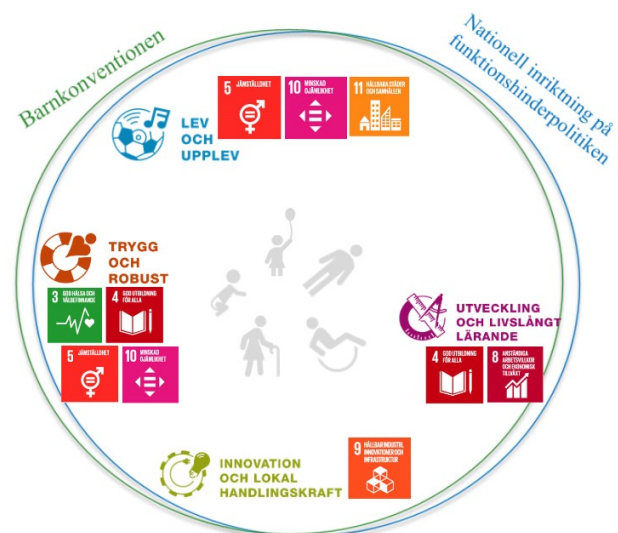 Barnkonventionen
Nationell inriktning på
funktionshinderpolitiken
LEV
OCH
UPPLEV
5 JÄMSTÄLLDHET
10 MINSKAD
OJÄMLIKHET
11 HÅLLBARA STÄDER
OCH SAMHÄLLEN
TRYGG
OCH
ROBUST
3 GOD HÄLSA OCH
VÄLBEFINNANDE
4 GOD UTBILDNING
FÖR ALLA
5 JÄMSTÄLLDHET
10 MINSKAD
OJÄMLIKHET
UTVECKLING
OCH LIVSLÅNGT
LÄRANDE
4 GOD UTBILDNING
FÖR ALLA
8 ANSTÄNDIGA
ARBETSVILLKOR
OCH EKONOMISK
TILLVÄXT
INNOVATION
OCH LOKAL
HANDLINGSKRAFT
9 HÅLLBAR INDUSTRI,
INNOVATIONER OCH
INFRASTRUKTUR